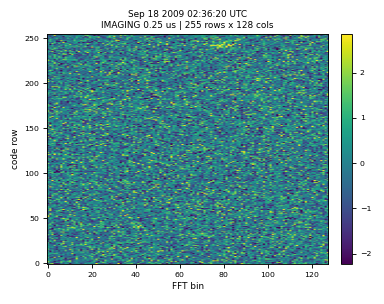 Sep 18 2009 02:36:20 UTC
IMAGING 0.25 us | 255 rows x 128 cols
250
200
150
100
50
0
code row
0 20 40 60 80 100 120
FFT bin
2
1
0
−1
−2